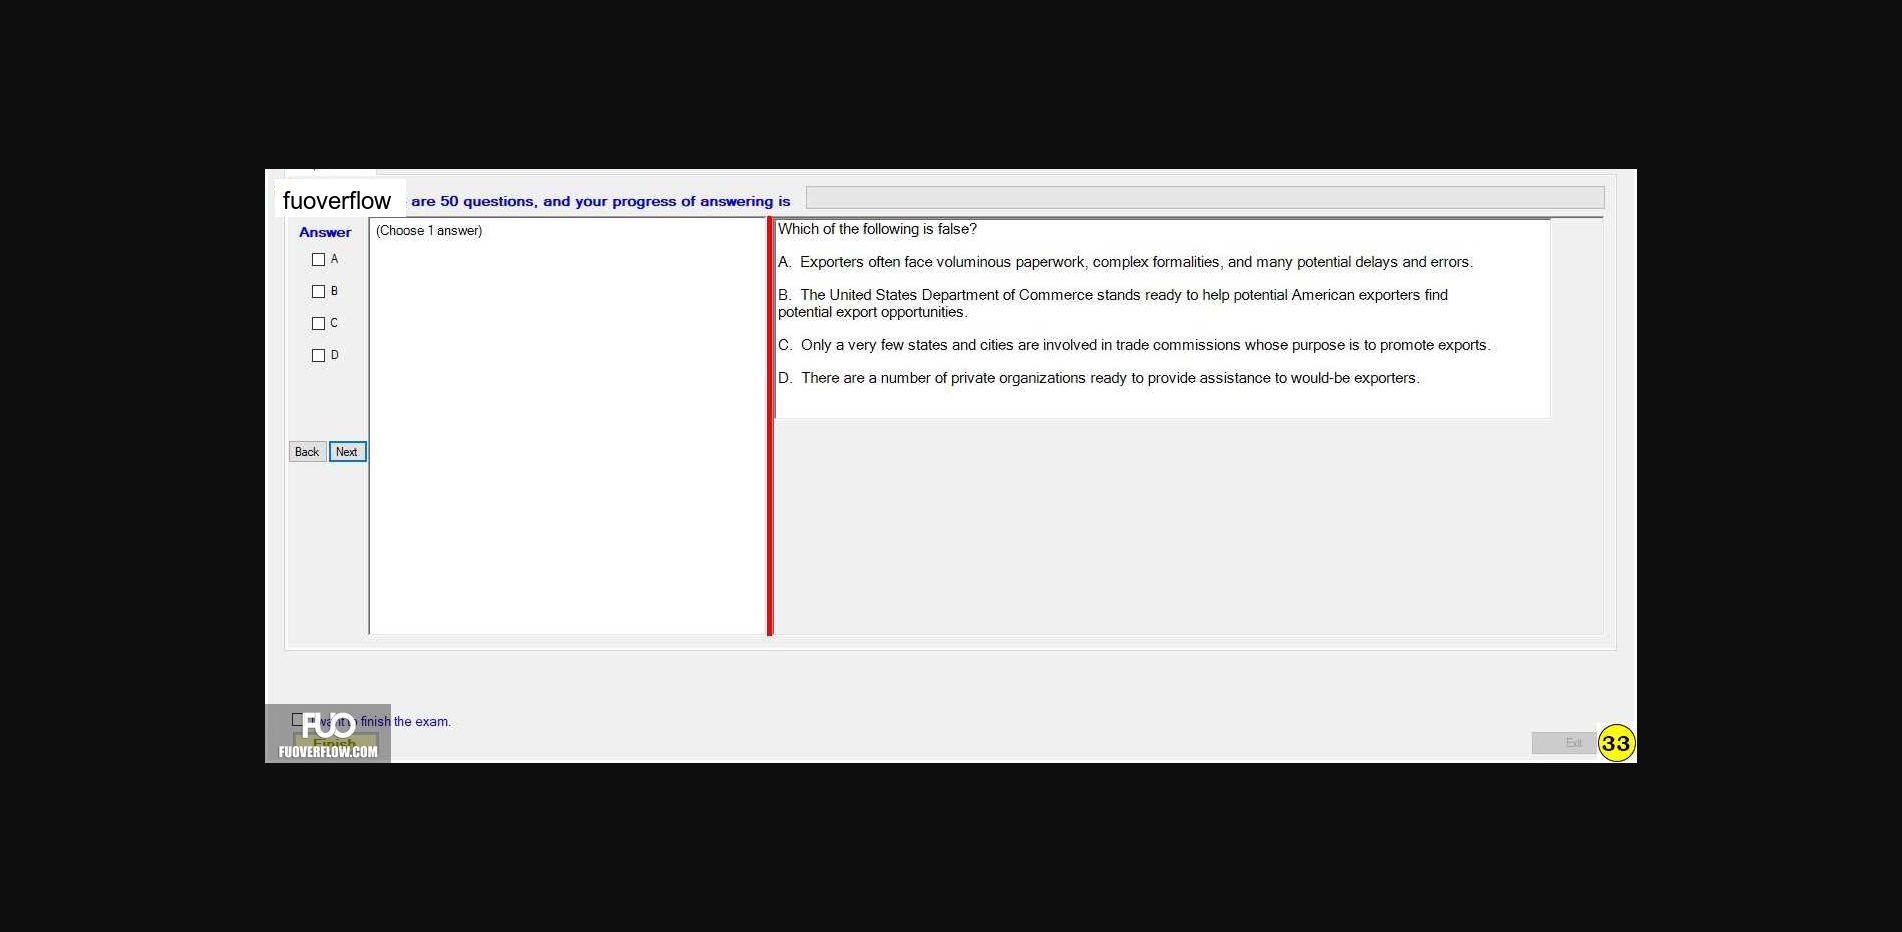 fuoverflow are 50 questions, and your progress of answering is
Answer
A
B
C
D
Back Next
(Choose 1 answer)
Which of the following is false?
A. Exporters often face voluminous paperwork, complex formalities, and many potential delays and errors.
B. The United States Department of Commerce stands ready to help potential American exporters find
potential export opportunities.
C. Only a very few states and cities are involved in trade commissions whose purpose is to promote exports.
D. There are a number of private organizations ready to provide assistance to would-be exporters.
I want to finish the exam.
FUO
Finish
FUOVERFLOW.COM
Exit
33